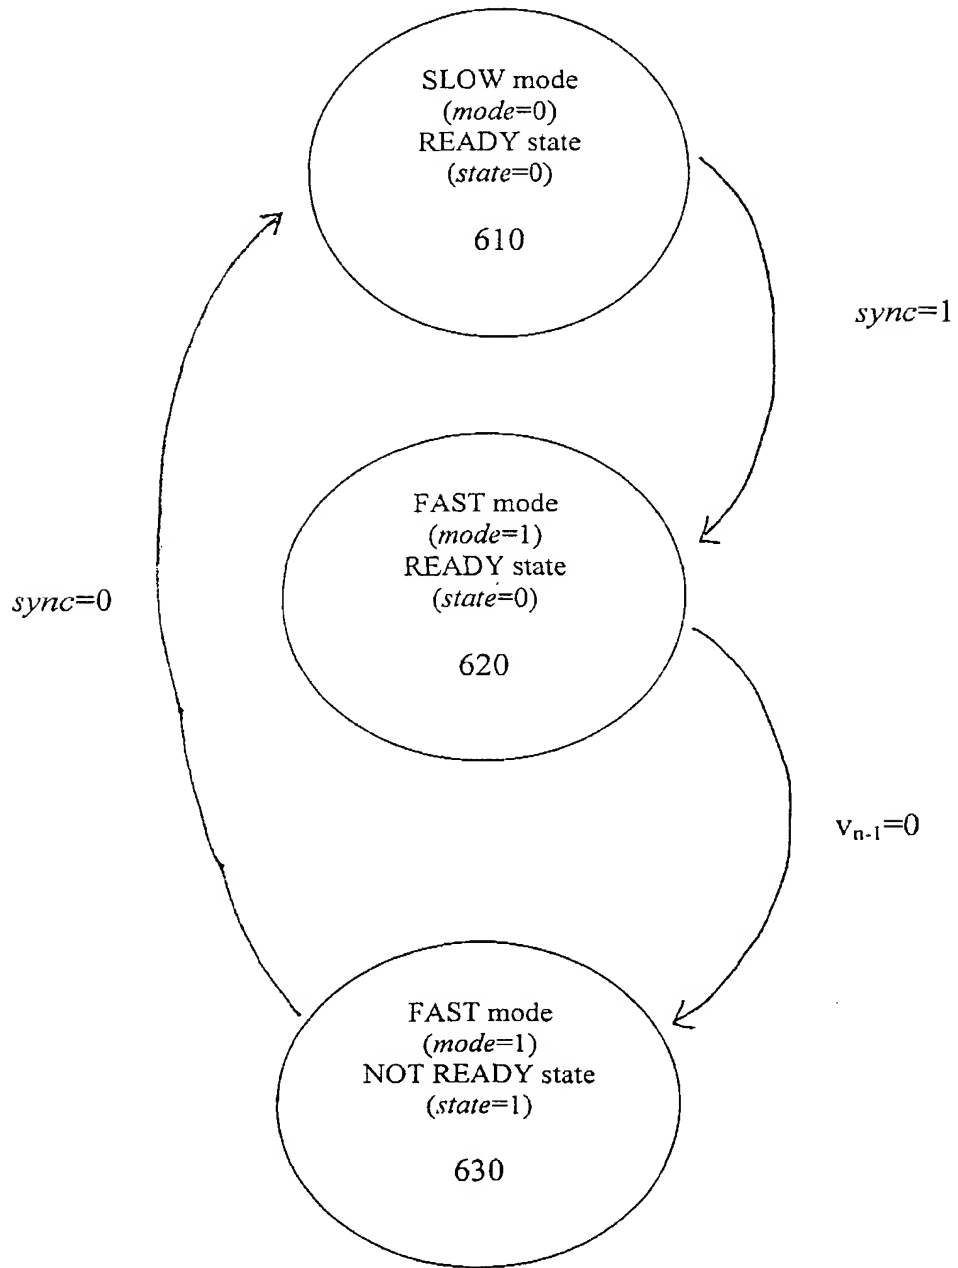 SLOW mode
(mode=0)
READY state
(state=0)
610
sync=1
FAST mode
(mode=1)
READY state
(state=0)
sync=0
620
vn-1=0
FAST mode
(mode=1)
NOT READY state
(state=1)
630